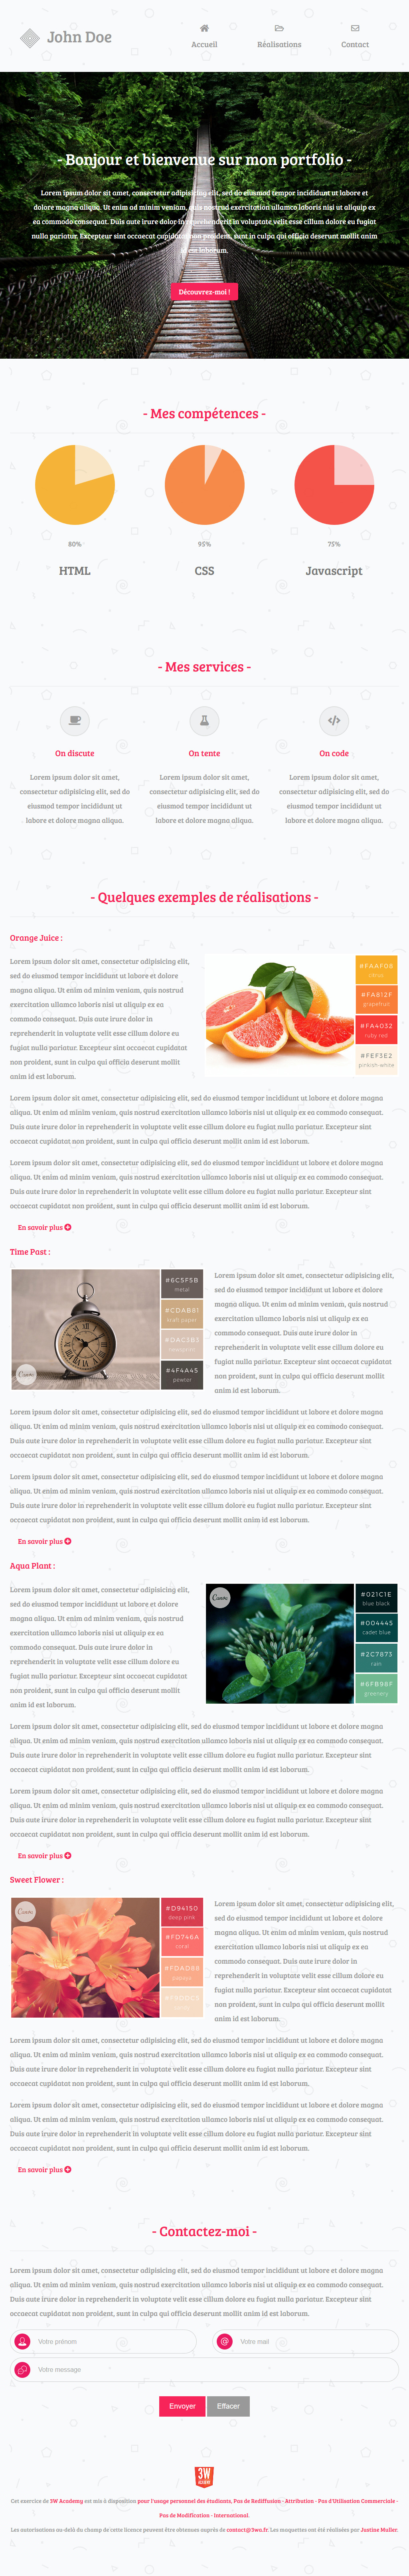 John Doe
Accueil
Réalisations
Contact
- Bonjour et bienvenue sur mon portfolio -
Lorem ipsum dolor sit amet, consectetur adipisicing elit, sed do eiusmod tempor incididunt ut labore et
dolore magna aliqua. Ut enim ad minim veniam, quis nostrud exercitation ullamco laboris nisi ut aliquip ex
ea commodo consequat. Duis aute irure dolor in reprehenderit in voluptate velit esse cillum dolore eu fugiat
nulla pariatur. Excepteur sint occaecat cupidatat non proident, sunt in culpa qui officia deserunt mollit anim
id est laborum.
Découvrez-moi !
- Mes compétences -
80%
95%
75%
HTML
CSS
Javascript
- Mes services -
On discute
Lorem ipsum dolor sit amet,
consectetur adipisicing elit, sed do
eiusmod tempor incididunt ut
labore et dolore magna aliqua.
On tente
Lorem ipsum dolor sit amet,
consectetur adipisicing elit, sed do
eiusmod tempor incididunt ut
labore et dolore magna aliqua.
On code
Lorem ipsum dolor sit amet,
consectetur adipisicing elit, sed do
eiusmod tempor incididunt ut
labore et dolore magna aliqua.
- Quelques exemples de réalisations -
Orange Juice :
Lorem ipsum dolor sit amet, consectetur adipisicing elit,
sed do eiusmod tempor incididunt ut labore et dolore
magna aliqua. Ut enim ad minim veniam, quis nostrud
exercitation ullamco laboris nisi ut aliquip ex ea
commodo consequat. Duis aute irure dolor in
reprehenderit in voluptate velit esse cillum dolore eu
fugiat nulla pariatur. Excepteur sint occaecat cupidatat
non proident, sunt in culpa qui officia deserunt mollit
anim id est laborum.
#FAAF08
citrus
#FA812F
grapefruit
#FA4032
ruby red
#FEF3E2
pinkish-white
Lorem ipsum dolor sit amet, consectetur adipisicing elit, sed do eiusmod tempor incididunt ut labore et dolore magna
aliqua. Ut enim ad minim veniam, quis nostrud exercitation ullamco laboris nisi ut aliquip ex ea commodo consequat.
Duis aute irure dolor in reprehenderit in voluptate velit esse cillum dolore eu fugiat nulla pariatur. Excepteur sint
occaecat cupidatat non proident, sunt in culpa qui officia deserunt mollit anim id est laborum.
Lorem ipsum dolor sit amet, consectetur adipisicing elit, sed do eiusmod tempor incididunt ut labore et dolore magna
aliqua. Ut enim ad minim veniam, quis nostrud exercitation ullamco laboris nisi ut aliquip ex ea commodo consequat.
Duis aute irure dolor in reprehenderit in voluptate velit esse cillum dolore eu fugiat nulla pariatur. Excepteur sint
occaecat cupidatat non proident, sunt in culpa qui officia deserunt mollit anim id est laborum.
En savoir plus
Time Past :
Canva
#6C5F5B
metal
#CDAB81
kraft paper
#DAC3B3
newsprint
#4F4A45
pewter
Lorem ipsum dolor sit amet, consectetur adipisicing elit,
sed do eiusmod tempor incididunt ut labore et dolore
magna aliqua. Ut enim ad minim veniam, quis nostrud
exercitation ullamco laboris nisi ut aliquip ex ea
commodo consequat. Duis aute irure dolor in
reprehenderit in voluptate velit esse cillum dolore eu
fugiat nulla pariatur. Excepteur sint occaecat cupidatat
non proident, sunt in culpa qui officia deserunt mollit
anim id est laborum.
Lorem ipsum dolor sit amet, consectetur adipisicing elit, sed do eiusmod tempor incididunt ut labore et dolore magna
aliqua. Ut enim ad minim veniam, quis nostrud exercitation ullamco laboris nisi ut aliquip ex ea commodo consequat.
Duis aute irure dolor in reprehenderit in voluptate velit esse cillum dolore eu fugiat nulla pariatur. Excepteur sint
occaecat cupidatat non proident, sunt in culpa qui officia deserunt mollit anim id est laborum.
Lorem ipsum dolor sit amet, consectetur adipisicing elit, sed do eiusmod tempor incididunt ut labore et dolore magna
aliqua. Ut enim ad minim veniam, quis nostrud exercitation ullamco laboris nisi ut aliquip ex ea commodo consequat.
Duis aute irure dolor in reprehenderit in voluptate velit esse cillum dolore eu fugiat nulla pariatur. Excepteur sint
occaecat cupidatat non proident, sunt in culpa qui officia deserunt mollit anim id est laborum.
En savoir plus
Aqua Plant :
Lorem ipsum dolor sit amet, consectetur adipisicing elit,
sed do eiusmod tempor incididunt ut labore et dolore
magna aliqua. Ut enim ad minim veniam, quis nostrud
exercitation ullamco laboris nisi ut aliquip ex ea
commodo consequat. Duis aute irure dolor in
reprehenderit in voluptate velit esse cillum dolore eu
fugiat nulla pariatur. Excepteur sint occaecat cupidatat
non proident, sunt in culpa qui officia deserunt mollit
anim id est laborum.
Canva
#021C1E
blue black
#004445
cadet blue
#2C7873
rain
#6FB98F
greenery
Lorem ipsum dolor sit amet, consectetur adipisicing elit, sed do eiusmod tempor incididunt ut labore et dolore magna
aliqua. Ut enim ad minim veniam, quis nostrud exercitation ullamco laboris nisi ut aliquip ex ea commodo consequat.
Duis aute irure dolor in reprehenderit in voluptate velit esse cillum dolore eu fugiat nulla pariatur. Excepteur sint
occaecat cupidatat non proident, sunt in culpa qui officia deserunt mollit anim id est laborum.
Lorem ipsum dolor sit amet, consectetur adipisicing elit, sed do eiusmod tempor incididunt ut labore et dolore magna
aliqua. Ut enim ad minim veniam, quis nostrud exercitation ullamco laboris nisi ut aliquip ex ea commodo consequat.
Duis aute irure dolor in reprehenderit in voluptate velit esse cillum dolore eu fugiat nulla pariatur. Excepteur sint
occaecat cupidatat non proident, sunt in culpa qui officia deserunt mollit anim id est laborum.
En savoir plus
Sweet Flower :
Canva
#D94150
deep pink
#FD746A
coral
Lorem ipsum dolor sit amet, consectetur adipisicing elit,
sed do eiusmod tempor incididunt ut labore et dolore
magna aliqua. Ut enim ad minim veniam, quis nostrud
exercitation ullamco laboris nisi ut aliquip ex ea
commodo consequat. Duis aute irure dolor in
reprehenderit in voluptate velit esse cillum dolore eu
fugiat nulla pariatur. Excepteur sint occaecat cupidatat
non proident, sunt in culpa qui officia deserunt mollit
anim id est laborum.
Lorem ipsum dolor sit amet, consectetur adipisicing elit, sed do eiusmod tempor incididunt ut labore et dolore magna
aliqua. Ut enim ad minim veniam, quis nostrud exercitation ullamco laboris nisi ut aliquip ex ea commodo consequat.
Duis aute irure dolor in reprehenderit in voluptate velit esse cillum dolore eu fugiat nulla pariatur. Excepteur sint
occaecat cupidatat non proident, sunt in culpa qui officia deserunt mollit anim id est laborum.
Lorem ipsum dolor sit amet, consectetur adipisicing elit, sed do eiusmod tempor incididunt ut labore et dolore magna
aliqua. Ut enim ad minim veniam, quis nostrud exercitation ullamco laboris nisi ut aliquip ex ea commodo consequat.
Duis aute irure dolor in reprehenderit in voluptate velit esse cillum dolore eu fugiat nulla pariatur. Excepteur sint
occaecat cupidatat non proident, sunt in culpa qui officia deserunt mollit anim id est laborum.
En savoir plus
- Contactez-moi -
Lorem ipsum dolor sit amet, consectetur adipisicing elit, sed do eiusmod tempor incididunt ut labore et dolore magna
aliqua. Ut enim ad minim veniam, quis nostrud exercitation ullamco laboris nisi ut aliquip ex ea commodo consequat.
Duis aute irure dolor in reprehenderit in voluptate velit esse cillum dolore eu fugiat nulla pariatur. Excepteur sint
occaecat cupidatat non proident, sunt in culpa qui officia deserunt mollit anim id est laborum.
Votre prénom
Votre mail
Votre message
Envoyer
Effacer
3W
ACADEMY
Cet exercice de 3W Academy est mis à disposition pour l'usage personnel des étudiants, Pas de Rediffusion - Attribution - Pas d'Utilisation Commerciale -
Pas de Modification - International.
Les autorisations au-delà du champ de cette licence peuvent être obtenues auprès de contact@3wa.fr. Les maquettes ont été réalisées par Justine Muller.